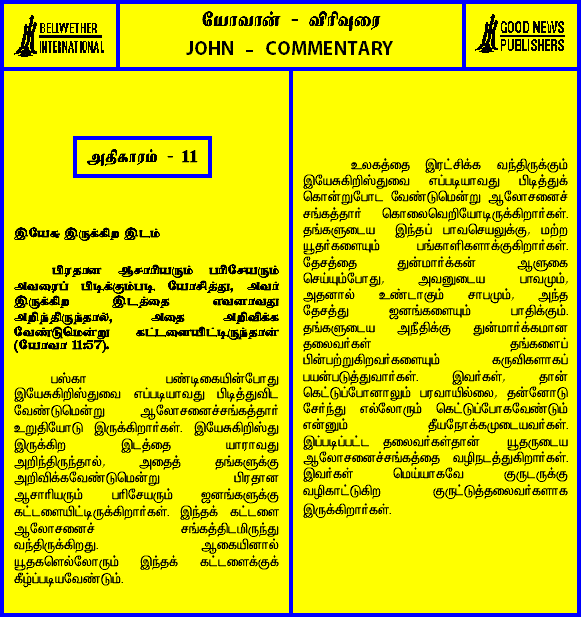 BELWETHER
INTERNATIONAL
யோவான் - விரிவுரை
JOHN - COMMENTARY
GOOD NEWS
PUBLISHERS
அதிகாரம் - 11
இயேசு இருக்கிற இடம்
பிரதான ஆசாரியரும் பரிசேயரும்
அவரைப் பிடிக்கும்படி யோசித்து, அவர்
இருக்கிற இடத்தை எவனாவது
அறிந்திருந்தால், அதை அறிவிக்க
வேண்டுமென்று கட்டளையிட்டிருந்தான்
(யோவா 11:57).
பஸ்கா பண்டிகையின்போது
இயேசுகிறிஸ்துவை எப்படியாவது பிடித்துவிட
வேண்டுமென்று ஆலோசனைச்சங்கத்தார்
உறுதியோடு இருக்கிறார்கள். இயேசுகிறிஸ்து
இருக்கிற இடத்தை யாராவது
அறிந்திருந்தால், அதைத் தங்களுக்கு
அறிவிக்கவேண்டுமென்று பிரதான
ஆசாரியரும் பரிசேயரும் ஜனங்களுக்கு
கட்டளையிட்டிருக்கிறார்கள். இந்தக் கட்டளை
ஆலோசனைச் சங்கத்திடமிருந்து
வந்திருக்கிறது. ஆகையினால்
யூதகளெல்லோரும் இந்தக் கட்டளைக்குக்
கீழ்ப்படியவேண்டும்.
உலகத்தை இரட்சிக்க வந்திருக்கும்
இயேசுகிறிஸ்துவை எப்படியாவது பிடித்துக்
கொன்றுபோட வேண்டுமென்று ஆலோசனைச்
சங்கத்தார் கொலைவெறியோடிருக்கிறார்கள்.
தங்களுடைய இந்தப் பாவசெயலுக்கு, மற்ற
யூதர்களையும் பங்காளிகளாக்குகிறார்கள்.
தேசத்தை துன்மார்க்கன் ஆளுகை
செய்யும்போது, அவனுடைய பாவமும்,
அதனால் உண்டாகும் சாபமும், அந்த
தேசத்து ஜனங்களையும் பாதிக்கும்.
தங்களுடைய அநீதிக்கு துன்மார்க்கமான
தலைவர்கள் தங்களைப்
பின்பற்றுகிறவர்களையும் கருவிகளாகப்
பயன்படுத்துவார்கள். இவர்கள், தான்
கெட்டுப்போனாலும் பரவாயில்லை, தன்னோடு
சேர்ந்து எல்லோரும் கெட்டுப்போகவேண்டும்
என்னும் தீயநோக்கமுடையவர்கள்.
இப்படிப்பட்ட தலைவர்கள்தான் யூதருடைய
ஆலோசனைச்சங்கத்தை வழிநடத்துகிறார்கள்.
இவர்கள் மெய்யாகவே குருடருக்கு
வழிகாட்டுகிற குருட்டுத்தலைவர்களாக
இருக்கிறார்கள்.